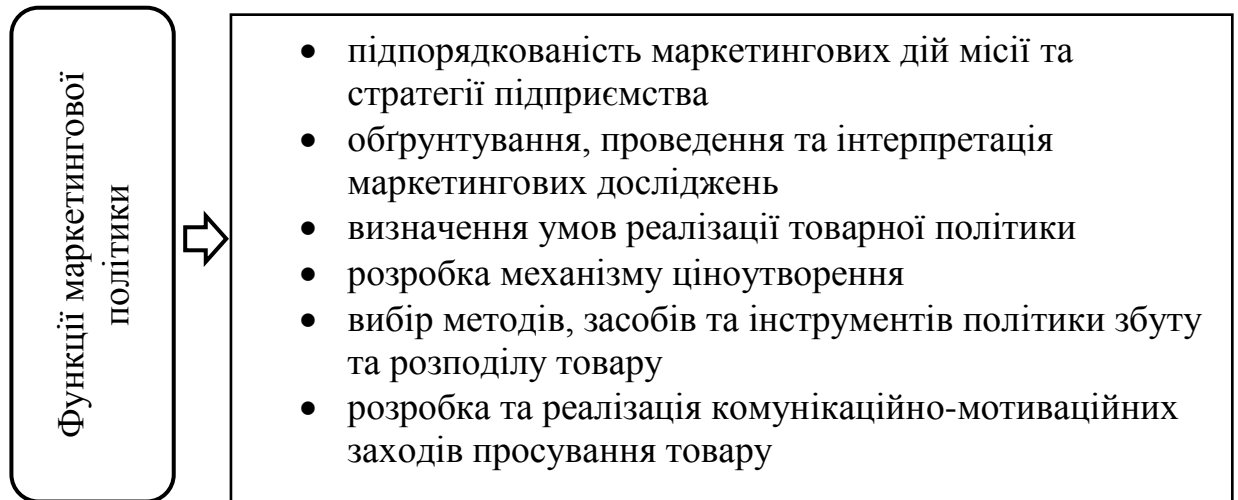 Функції маркетингової
політики
• підпорядкованість маркетингових дій місії та
стратегії підприємства
• обґрунтування, проведення та інтерпретація
маркетингових досліджень
• визначення умов реалізації товарної політики
• розробка механізму ціноутворення
• вибір методів, засобів та інструментів політики збуту
та розподілу товару
• розробка та реалізація комунікаційно-мотиваційних
заходів просування товару